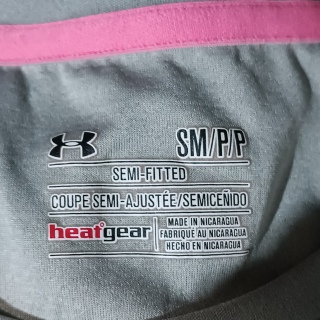 SM/P/P
SEMI-FITTED
COUPE SEMI-AJUSTÉE/SEMICEÑIDO
heatgear
MADE IN NICARAGUA
FABRIQUÉ AU NICARAGUA
HECHO EN NICARAGUA